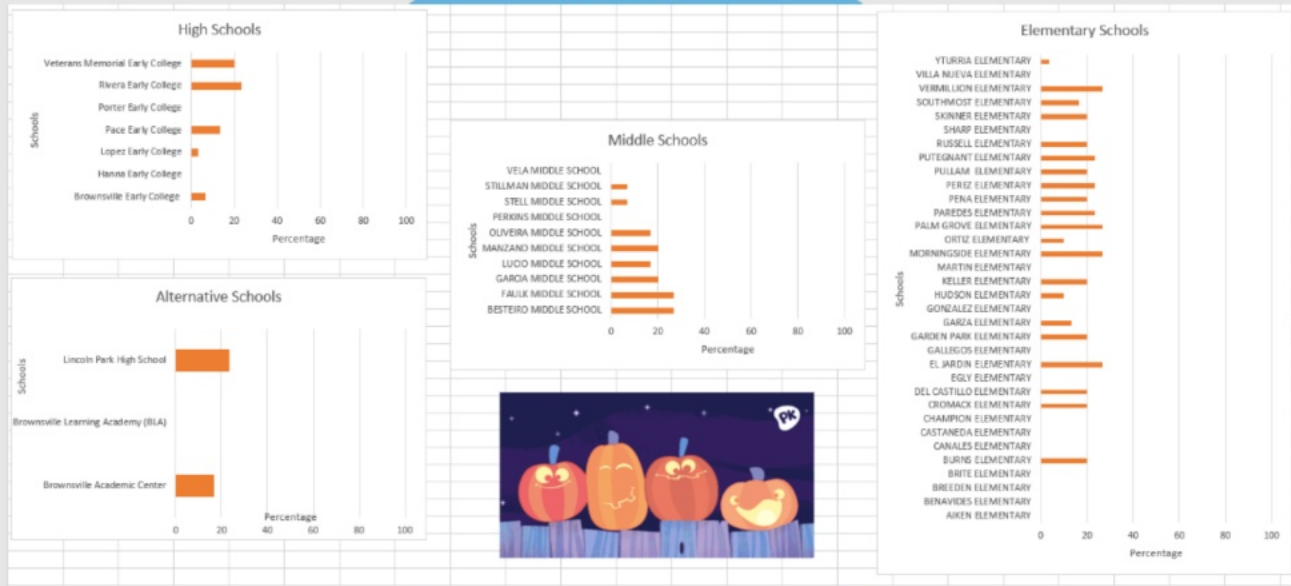 High Schools
Veterans Memorial Early College
Rivera Early College
Porter Early College
Pace Early College
Lopez Early College
Hanna Early College
Brownsville Early College
Schools
0 20 40 60 80 100
Percentage
Alternative Schools
Lincoln Park High School
Brownsville Learning Academy (BLA)
Brownsville Academic Center
Schools
Percentage
0 20 40 60 80 100
Middle Schools
VELA MIDDLE SCHOOL
STILLMAN MIDDLE SCHOOL
STELL MIDDLE SCHOOL
PERKINS MIDDLE SCHOOL
OLIVEIRA MIDDLE SCHOOL
MANZANO MIDDLE SCHOOL
LUCIO MIDDLE SCHOOL
GARCIA MIDDLE SCHOOL
FAULK MIDDLE SCHOOL
BESTEIRO MIDDLE SCHOOL
Schools
0 20 40 60 80 100
Percentage
PK
Elementary Schools
YTURRIA ELEMENTARY
VILLA NUEVA ELEMENTARY
VERMILLION ELEMENTARY
SOUTHMOST ELEMENTARY
SKINNER ELEMENTARY
SHARP ELEMENTARY
RUSSELL ELEMENTARY
PUTEGNANT ELEMENTARY
PULLAM ELEMENTARY
PEREZ ELEMENTARY
PENA ELEMENTARY
PAREDES ELEMENTARY
PALM GROVE ELEMENTARY
ORTIZ ELEMENTARY
MORNINGSIDE ELEMENTARY
MARTIN ELEMENTARY
KELLER ELEMENTARY
HUDSON ELEMENTARY
GONZALEZ ELEMENTARY
GARZA ELEMENTARY
GARDEN PARK ELEMENTARY
GALLEGOS ELEMENTARY
EL JARDIN ELEMENTARY
EGLY ELEMENTARY
DEL CASTILLO ELEMENTARY
CROMACK ELEMENTARY
CHAMPION ELEMENTARY
CASTANEDA ELEMENTARY
CANALES ELEMENTARY
BURNS ELEMENTARY
BRITE ELEMENTARY
BREEDEN ELEMENTARY
BENAVIDES ELEMENTARY
AIKEN ELEMENTARY
Schools
0 20 40 60 80 100
Percentage